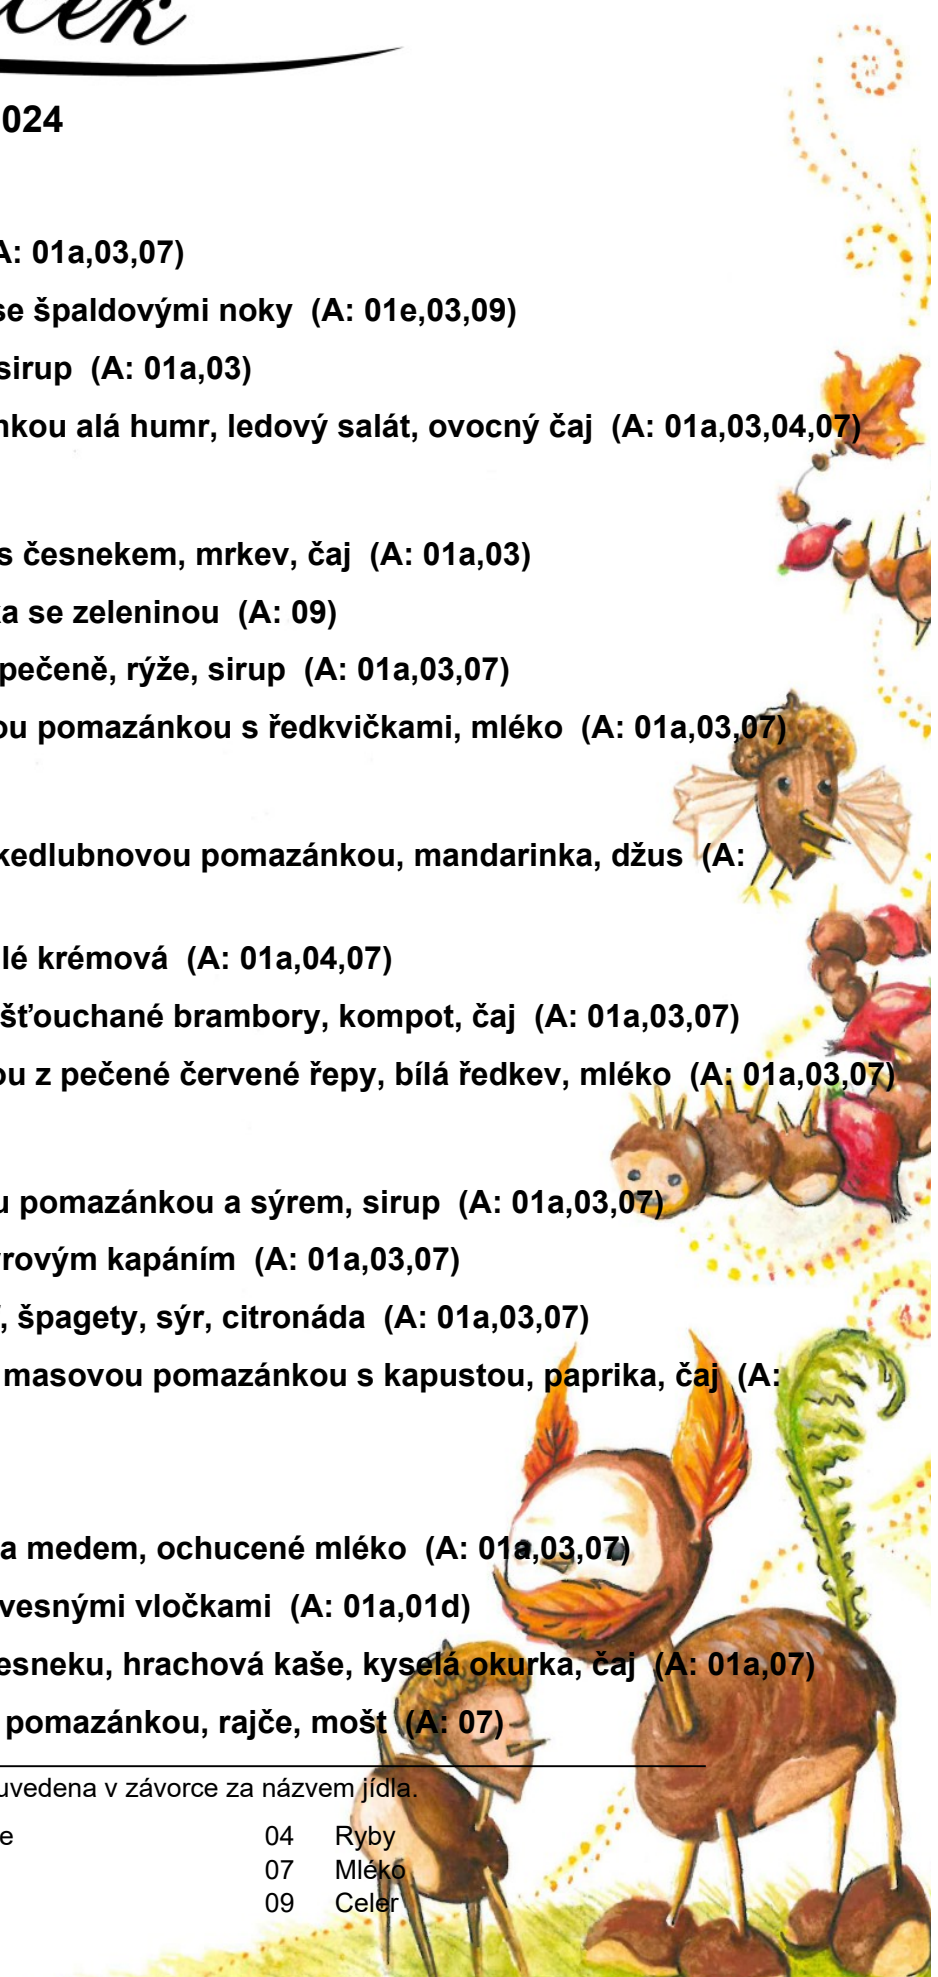 024
A: 01a,03,07)
se špaldovými noky (A: 01e,03,09)
sirup (A: 01a,03)
mkou alá humr, ledový salát, ovocný čaj (A: 01a,03,04,07)
s česnekem, mrkev, čaj (A: 01a,03)
ka se zeleninou (A: 09)
pečeně, rýže, sirup (A: 01a,03,07)
ou pomazánkou s ředkvičkami, mléko (A: 01a,03,07)
kedlubnovou pomazánkou, mandarinka, džus (A:
lé krémová (A: 01a,04,07)
šťouchané brambory, kompot, čaj (A: 01a,03,07)
ou z pečené červené řepy, bílá ředkev, mléko (A: 01a,03,07)
u pomazánkou a sýrem, sirup (A: 01a,03,07)
rovým kapáním (A: 01a,03,07)
, špagety, sýr, citronáda (A: 01a,03,07)
masovou pomazánkou s kapustou, paprika, čaj (A:
a medem, ochucené mléko (A: 01a,03,07)
vesnými vločkami (A: 01a,01d)
esneku, hrachová kaše, kyselá okurka, čaj (A: 01a,07)
pomazánkou, rajče, mošt (A: 07)
uvedena v závorce za názvem jídla.
e 04 Ryby
07 Mléko
09 Celer